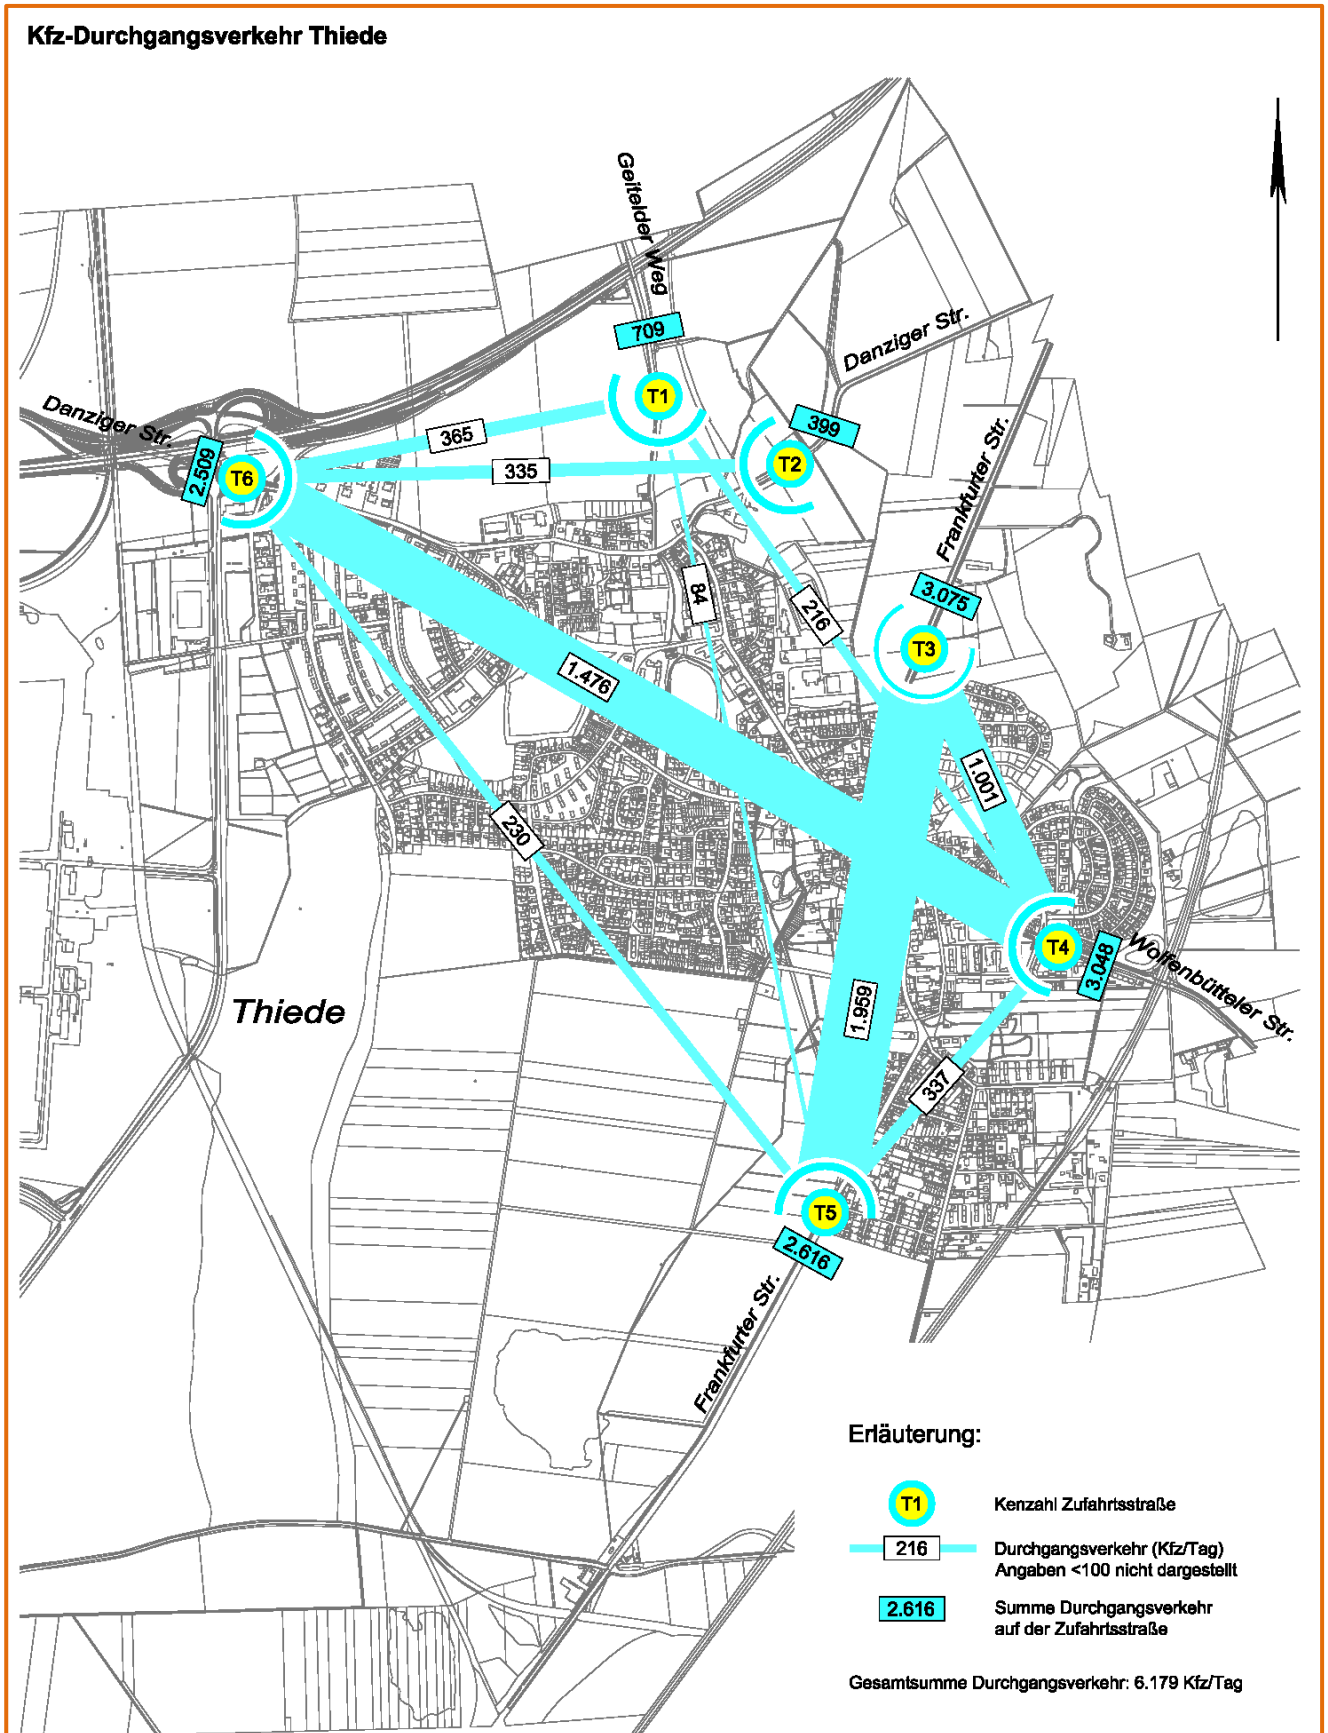 Kfz-Durchgangsverkehr Thiede
Geitelder Weg
709
T1
Danziger Str.
399
T2
Danziger Str.
2.509
T6
365
335
Frankfurter Str.
3.075
T3
84
216
1.476
1.001
230
T4
3.048
Wolfenbütteler Str.
Thiede
1.959
337
T5
2.616
Frankfurter Str.
Erläuterung:
T1 Kenzahl Zufahrtsstraße
216 Durchgangsverkehr (Kfz/Tag)
Angaben <100 nicht dargestellt
2.616 Summe Durchgangsverkehr
auf der Zufahrtsstraße
Gesamtsumme Durchgangsverkehr: 6.179 Kfz/Tag